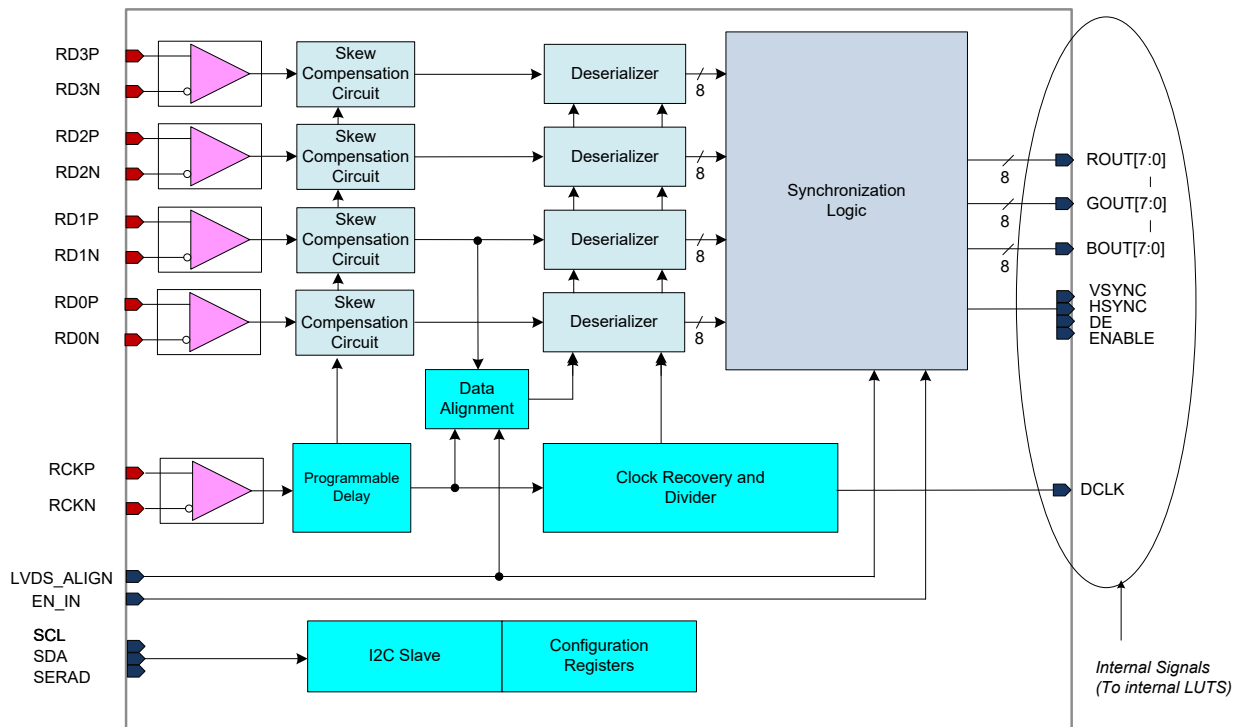 RD3P
RD3N
RD2P
RD2N
RD1P
RD1N
RD0P
RD0N
RCKP
RCKN
LVDS_ALIGN
EN_IN
SCL
SDA
SERAD
Skew
Compensation
Circuit
Skew
Compensation
Circuit
Skew
Compensation
Circuit
Skew
Compensation
Circuit
Programmable
Delay
Data
Alignment
Deserializer
8
Deserializer
8
Deserializer
8
Deserializer
8
Clock Recovery and
Divider
I2C Slave
Configuration
Registers
Synchronization
Logic
8
8
8
ROUT[7:0]
GOUT[7:0]
BOUT[7:0]
VSYNC
HSYNC
DE
ENABLE
DCLK
Internal Signals
(To internal LUTS)